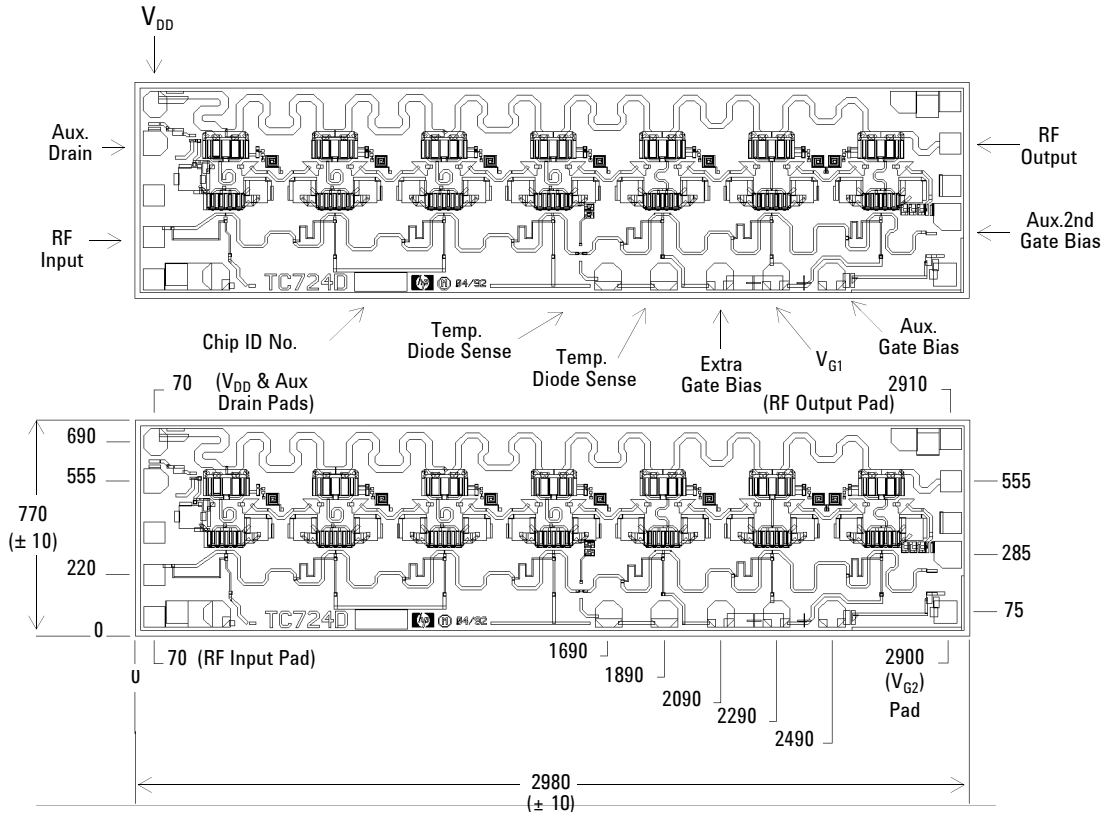 V_DD
Aux.
Drain
RF
Input
RF
Output
Aux.2nd
Gate Bias
TC724D
hp
M
04/92
Chip ID No.
Temp.
Diode Sense
Temp.
Diode Sense
Extra
Gate Bias
V_G1
Aux.
Gate Bias
70
(V_DD & Aux
Drain Pads)
2910
(RF Output Pad)
690
555
770
(± 10)
220
0
555
285
75
TC724D
hp
M
04/92
70 (RF Input Pad)
U
1690
1890
2090
2290
2490
2900
(V_G2)
Pad
2980
(± 10)